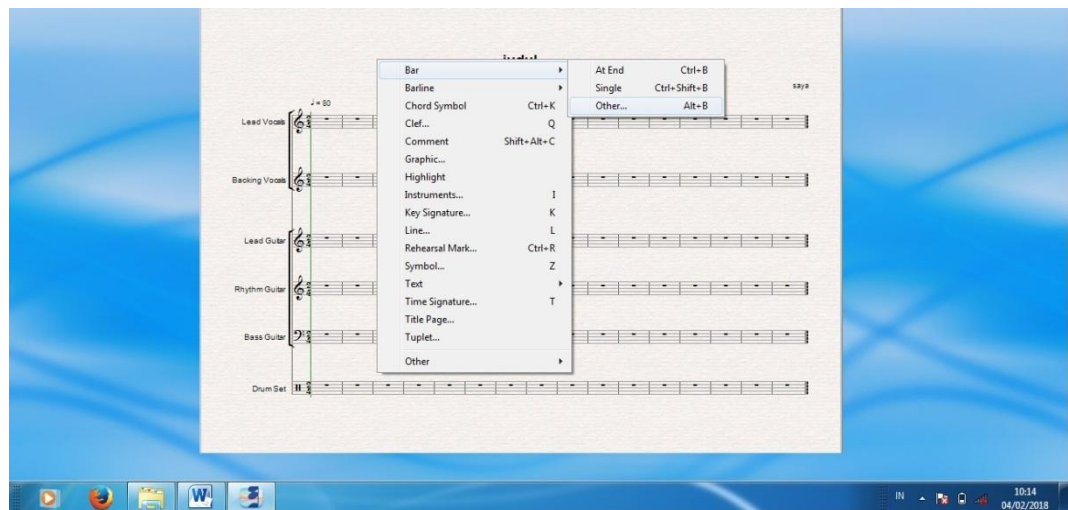 Bar
At End Ctrl+B
Barline
Single Ctrl+Shift+B
saya
♩ = 80
Chord Symbol Ctrl+K
Other... Alt+B
Lead Vocals
Clef... Q
Comment Shift+Alt+C
Graphic...
Backing Vocals
Highlight
Instruments... I
Key Signature... K
Line... L
Lead Guitar
Rehearsal Mark... Ctrl+R
Symbol... Z
Text
Rhythm Guitar
Time Signature... T
Title Page...
Bass Guitar
Tuplet...
Other
Drum Set
IN
10:14
04/02/2018